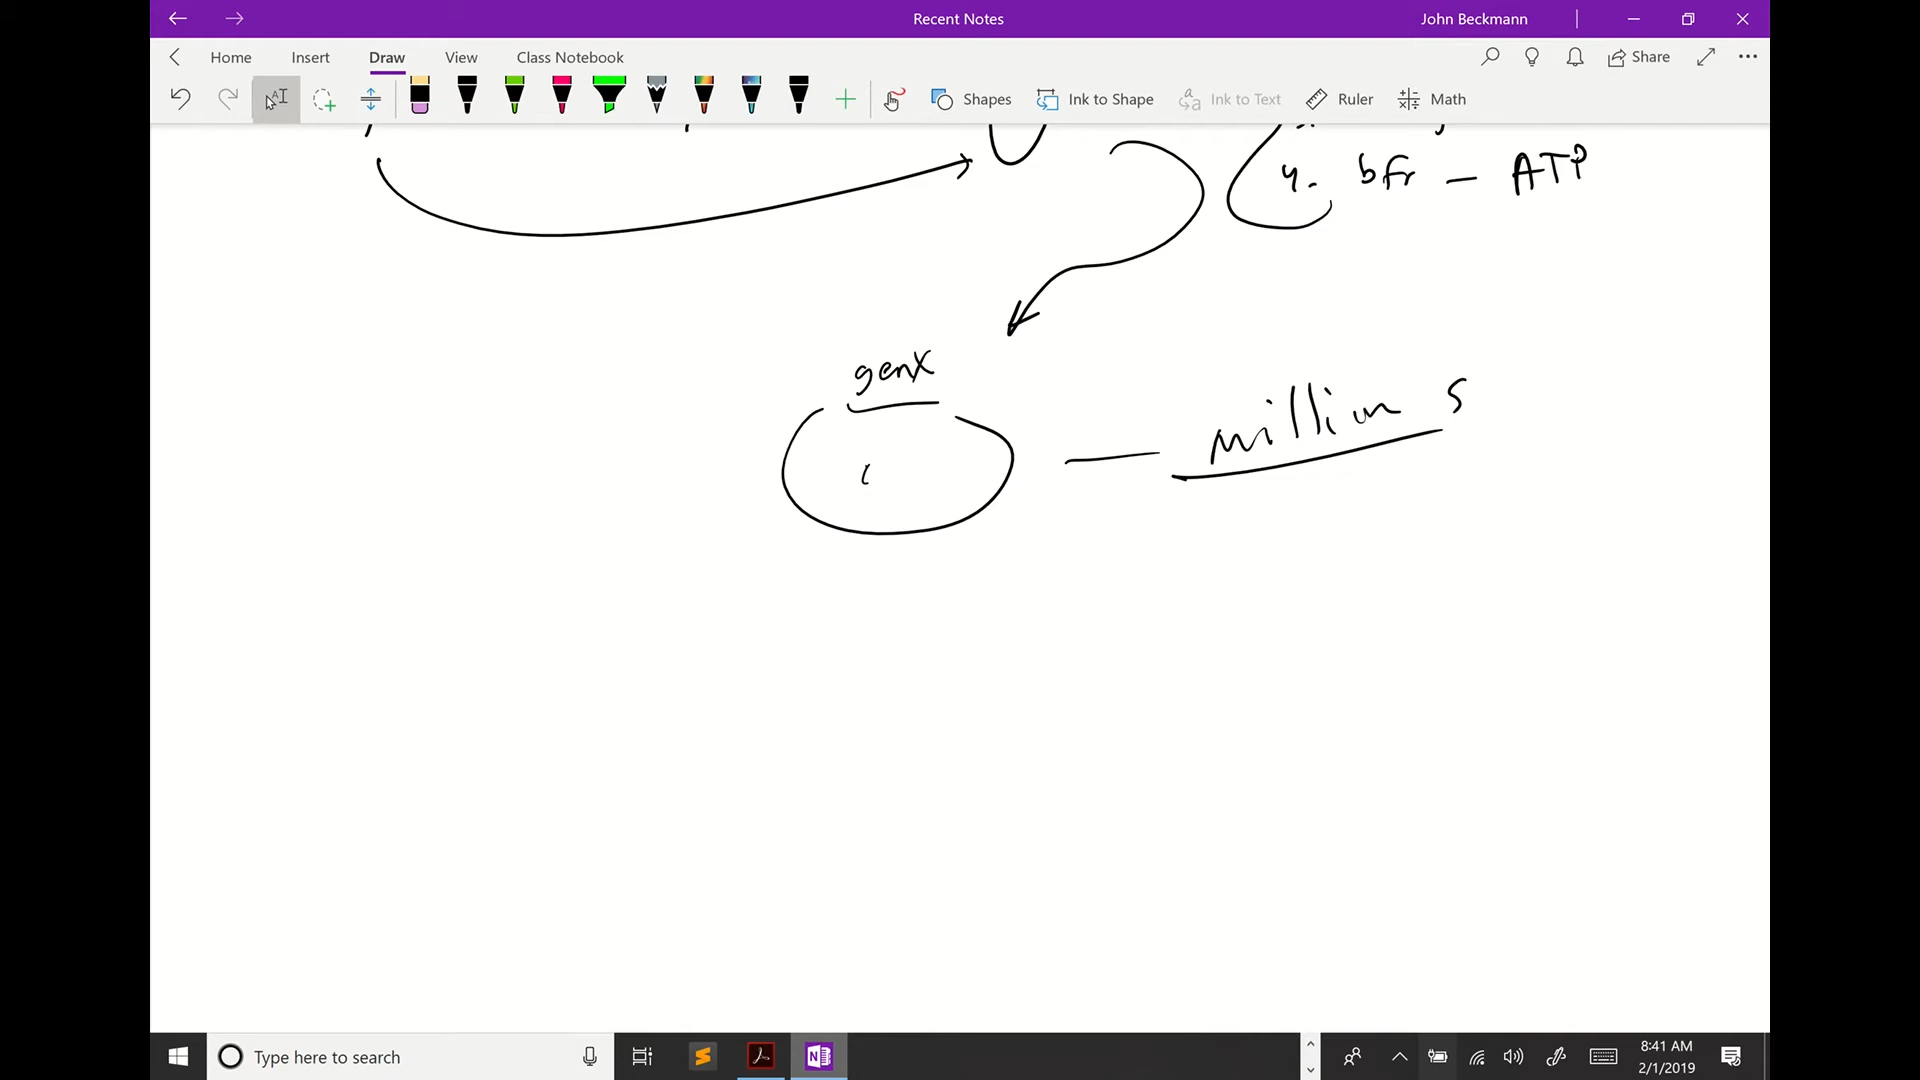 Recent Notes
John Beckmann
Home Insert Draw View Class Notebook
Share
Shapes Ink to Shape Ink to Text Ruler Math
4. bfr — ATP
genX
millions
Type here to search
8:41 AM
2/1/2019